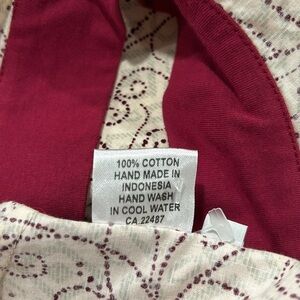 100% COTTON
HAND MADE IN
INDONESIA
HAND WASH
IN COOL WATER
CA 22487